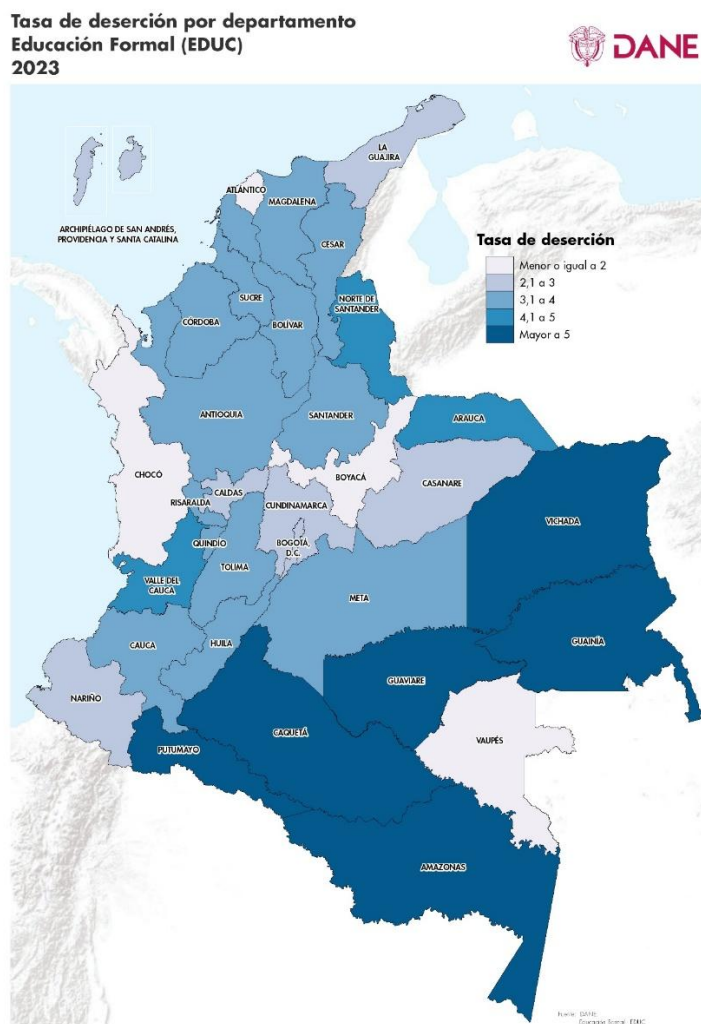 Tasa de deserción por departamento
Educación Formal (EDUC)
2023
DANE
LA
GUAJIRA
ATLÁNTICO
MAGDALENA
ARCHIPIÉLAGO DE SAN ANDRÉS,
PROVIDENCIA Y SANTA CATALINA
CESAR
Tasa de deserción
Menor o igual a 2
2,1 a 3
3,1 a 4
4,1 a 5
Mayor a 5
SUCRE
NORTE DE
SANTANDER
CÓRDOBA
BOLÍVAR
ANTIOQUIA
SANTANDER
ARAUCA
CHOCÓ
BOYACÁ
CASANARE
CALDAS
RISARALDA
CUNDINAMARCA
VICHADA
QUINDÍO
BOGOTÁ,
D.C.
TOLIMA
VALLE DEL
CAUCA
META
GUAINÍA
CAUCA
HUILA
GUAVIARE
NARIÑO
CAQUETÁ
VAUPÉS
PUTUMAYO
AMAZONAS
Fuente: DANE
Educación Formal, EDUC